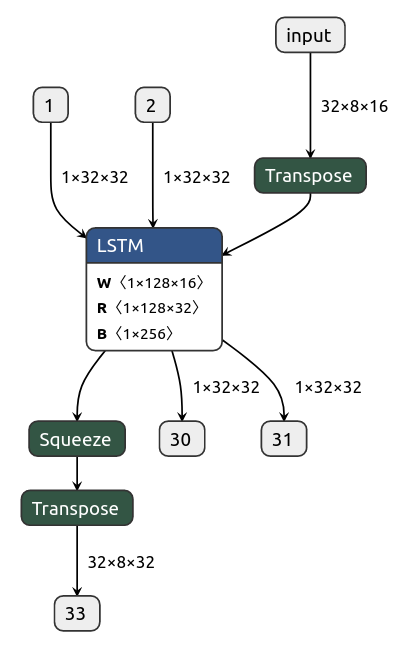 input
1
2
32×8×16
1×32×32
1×32×32
Transpose
LSTM
W〈1×128×16〉
R〈1×128×32〉
B〈1×256〉
1×32×32
1×32×32
Squeeze
30
31
Transpose
32×8×32
33